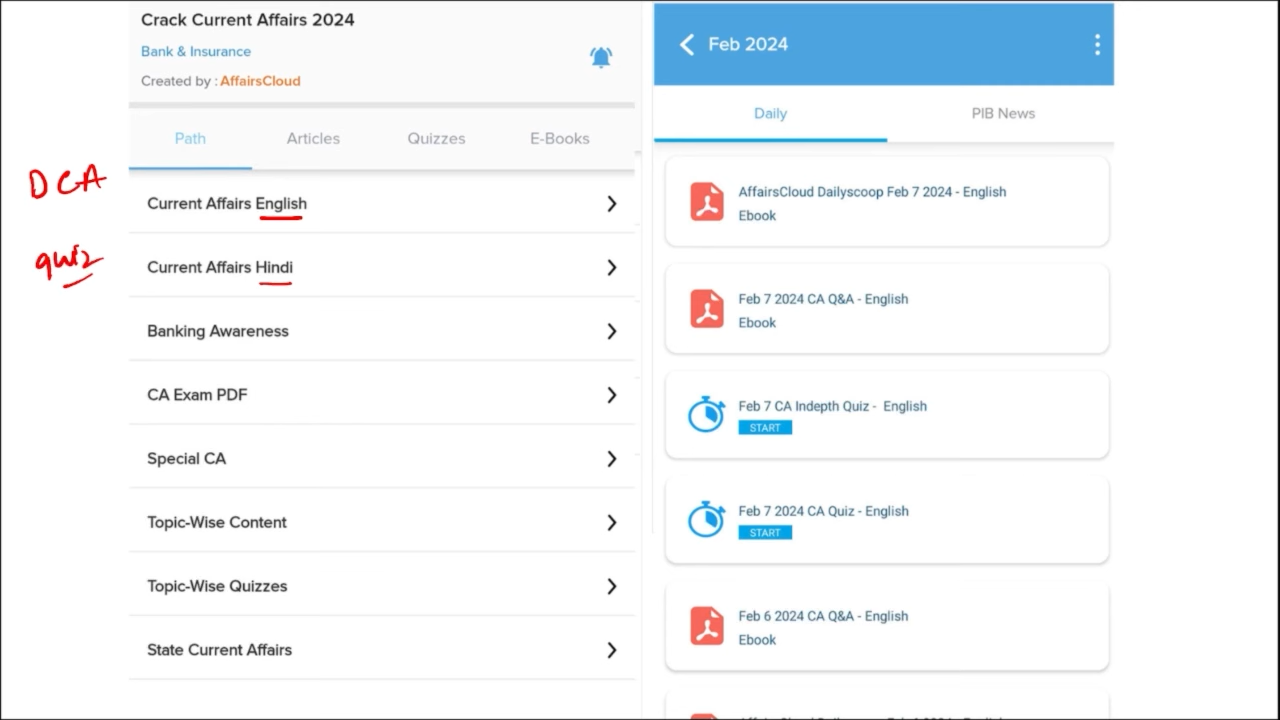 Crack Current Affairs 2024
Bank & Insurance
Created by : AffairsCloud
Path Articles Quizzes E-Books
DCA
Current Affairs English
quiz
Current Affairs Hindi
Banking Awareness
CA Exam PDF
Special CA
Topic-Wise Content
Topic-Wise Quizzes
State Current Affairs
Feb 2024
Daily PIB News
AffairsCloud Dailyscoop Feb 7 2024 - English
Ebook
Feb 7 2024 CA Q&A - English
Ebook
Feb 7 CA Indepth Quiz - English
START
Feb 7 2024 CA Quiz - English
START
Feb 6 2024 CA Q&A - English
Ebook